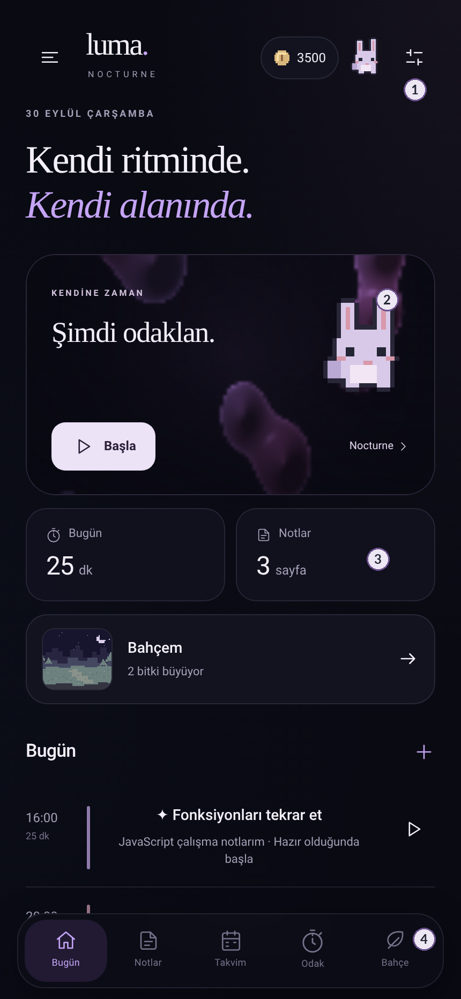 luma.
NOCTURNE
3500
1
30 EYLÜL ÇARŞAMBA
Kendi ritminde.
Kendi alanında.
KENDİNE ZAMAN
2
Şimdi odaklan.
Başla
Nocturne
Bugün
25 dk
Notlar
3 sayfa
3
Bahçem
2 bitki büyüyor
Bugün
16:00
25 dk
✦ Fonksiyonları tekrar et
JavaScript çalışma notlarım · Hazır olduğunda
başla
Bugün
Notlar
Takvim
Odak
Bahçe
4